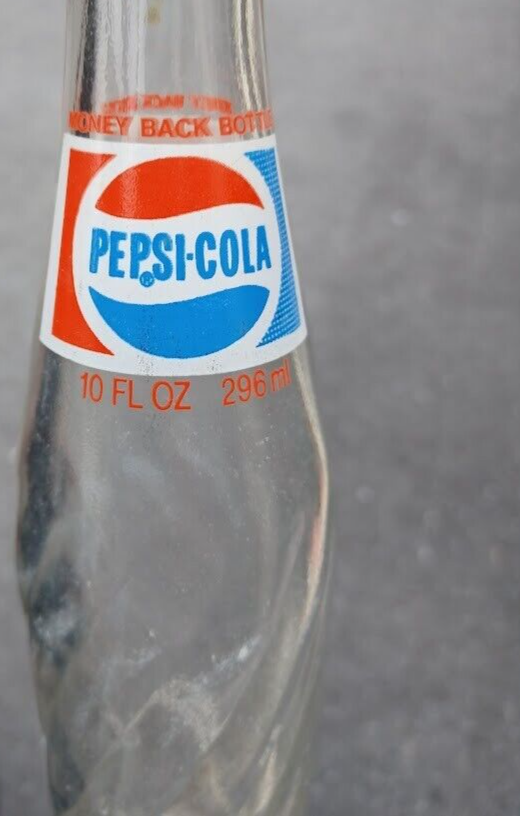 MONEY BACK BOTTLE
PEPSI-COLA
®
10 FL OZ 296 ml